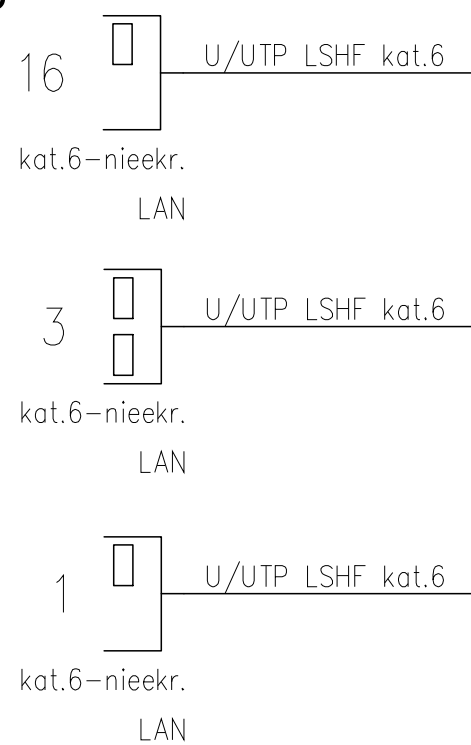 16
U/UTP LSHF kat.6
kat.6-nieekr.
LAN
3
U/UTP LSHF kat.6
kat.6-nieekr.
LAN
1
U/UTP LSHF kat.6
kat.6-nieekr.
LAN